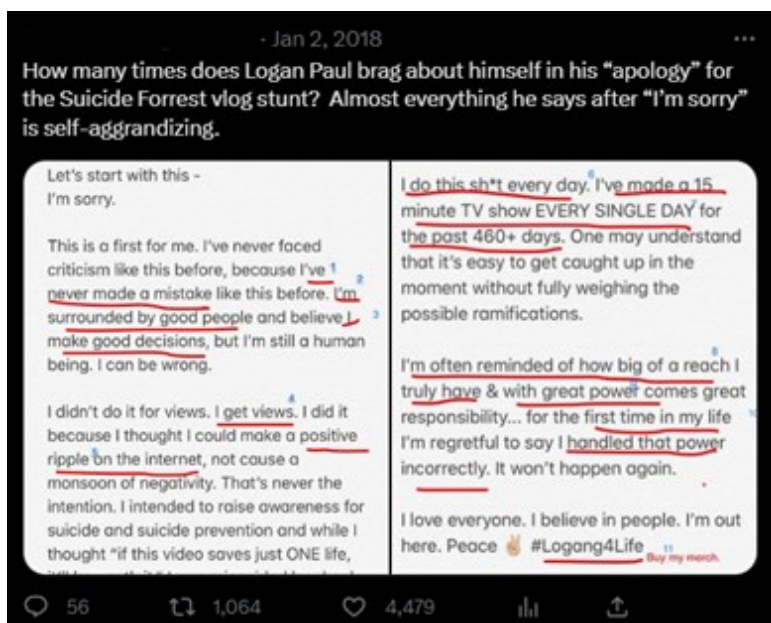 · Jan 2, 2018
How many times does Logan Paul brag about himself in his “apology” for
the Suicide Forrest vlog stunt? Almost everything he says after “I’m sorry”
is self-aggrandizing.
Let's start with this -
I'm sorry.
This is a first for me. I've never faced
criticism like this before, because I've 1
never made a mistake like this before. I'm 2
surrounded by good people and believe I 3
make good decisions, but I'm still a human
being. I can be wrong.
4
I didn't do it for views. I get views. I did it
because I thought I could make a positive
ripple on the internet, not cause a
5
monsoon of negativity. That's never the
intention. I intended to raise awareness for
suicide and suicide prevention and while I
thought "if this video saves just ONE life,
6
I do this sh*t every day. I've made a 15
minute TV show EVERY SINGLE DAY for
7
the past 460+ days. One may understand
that it's easy to get caught up in the
moment without fully weighing the
possible ramifications.
8
I'm often reminded of how big of a reach I
truly have & with great power comes great
responsibility... for the first time in my life
I'm regretful to say I handled that power
incorrectly. It won't happen again.
I love everyone. I believe in people. I'm out
here. Peace ✌🏼 #Logang4Life
11
Buy my merch.
56 1,064 4,479